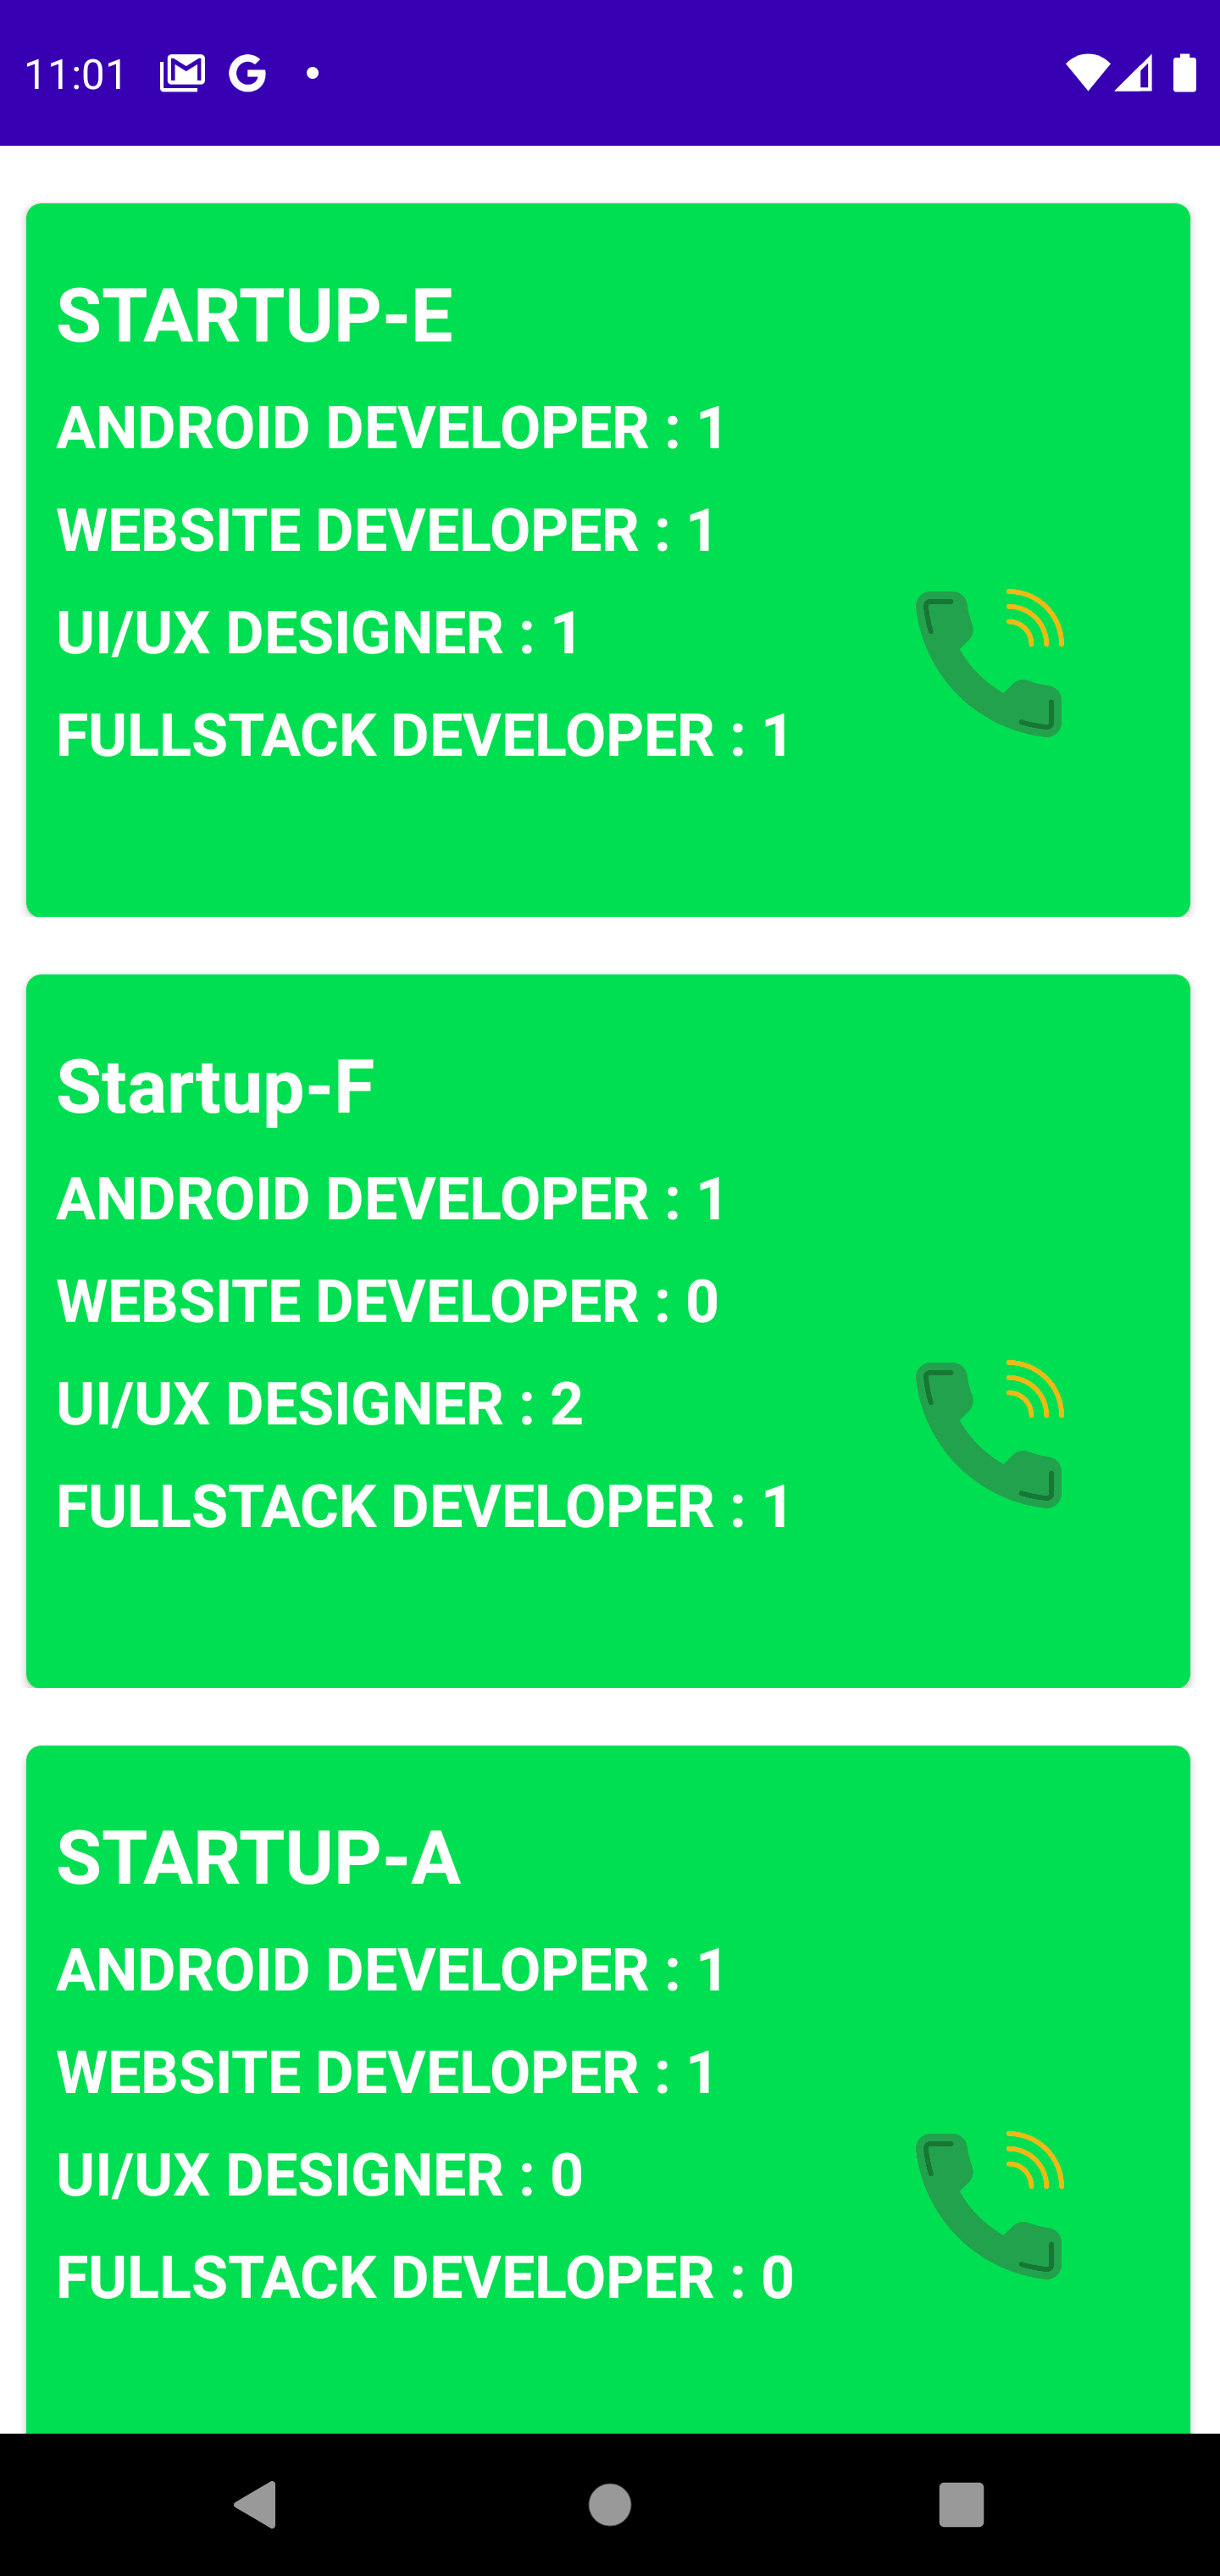 11:01
STARTUP-E
ANDROID DEVELOPER : 1
WEBSITE DEVELOPER : 1
UI/UX DESIGNER : 1
FULLSTACK DEVELOPER : 1
Startup-F
ANDROID DEVELOPER : 1
WEBSITE DEVELOPER : 0
UI/UX DESIGNER : 2
FULLSTACK DEVELOPER : 1
STARTUP-A
ANDROID DEVELOPER : 1
WEBSITE DEVELOPER : 1
UI/UX DESIGNER : 0
FULLSTACK DEVELOPER : 0